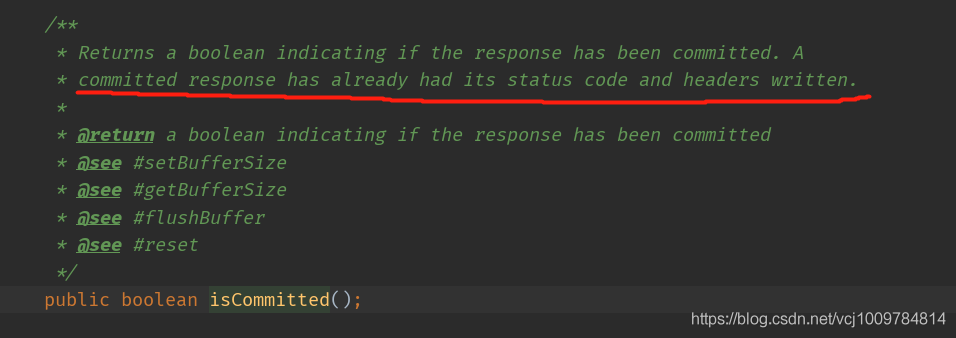 /**
* Returns a boolean indicating if the response has been committed. A
* committed response has already had its status code and headers written.
*
* @return a boolean indicating if the response has been committed
* @see #setBufferSize
* @see #getBufferSize
* @see #flushBuffer
* @see #reset
*/
public boolean isCommitted();
https://blog.csdn.net/vcj1009784814